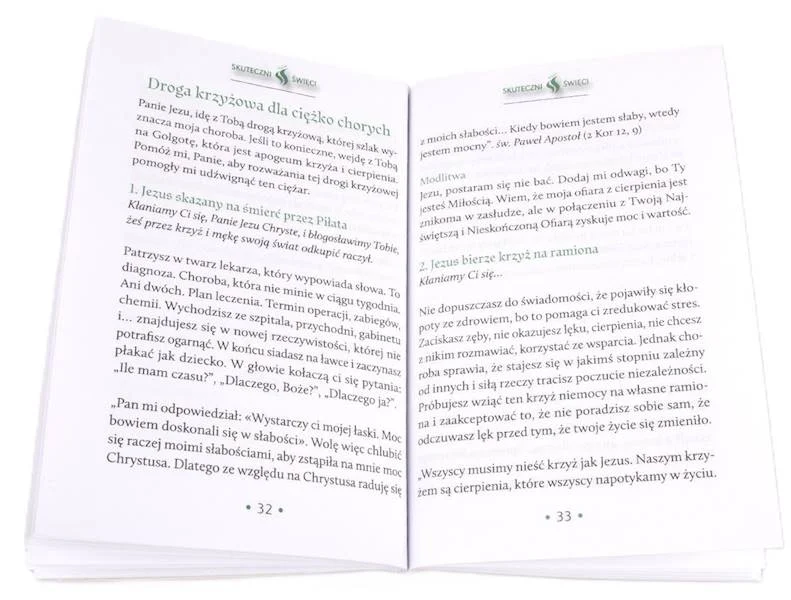 SKUTECZNI ŚWIĘCI
Droga krzyżowa dla ciężko chorych
Panie Jezu, idę z Tobą drogą krzyżową, której szlak wy-
znacza moja choroba. Jeśli to konieczne, wejdę z Tobą
na Golgotę, która jest apogeum krzyża i cierpienia.
Pomóż mi, Panie, aby rozważania tej drogi krzyżowej
pomogły mi udźwignąć ten ciężar.
1. Jezus skazany na śmierć przez Piłata
Kłaniamy Ci się, Panie Jezu Chryste, i błogosławimy Tobie,
żeś przez krzyż i mękę swoją świat odkupić raczył.
Patrzysz w twarz lekarza, który wypowiada słowa. To
diagnoza. Choroba, która nie minie w ciągu tygodnia.
Ani dwóch. Plan leczenia. Termin operacji, zabiegów,
chemii. Wychodzisz ze szpitala, przychodni, gabinetu
i... znajdujesz się w nowej rzeczywistości, której nie
potrafisz ogarnąć. W końcu siadasz na ławce i zaczynasz
płakać jak dziecko. W głowie kołaczą ci się pytania:
„Ile mam czasu?”, „Dlaczego, Boże?”, „Dlaczego ja?”.
„Pan mi odpowiedział: «Wystarczy ci mojej łaski. Moc
bowiem doskonali się w słabości». Wolę więc chlubić
się raczej moimi słabościami, aby zstąpiła na mnie moc
Chrystusa. Dlatego ze względu na Chrystusa raduję się
• 32 •
SKUTECZNI ŚWIĘCI
z moich słabości... Kiedy bowiem jestem słaby, wtedy
jestem mocny”. św. Paweł Apostoł (2 Kor 12, 9)
Modlitwa
Jezu, postaram się nie bać. Dodaj mi odwagi, bo Ty
jesteś Miłością. Wiem, że moja ofiara z cierpienia jest
znikoma w zasłudze, ale w połączeniu z Twoją Naj-
świętszą i Nieskończoną Ofiarą zyskuje moc i wartość.
2. Jezus bierze krzyż na ramiona
Kłaniamy Ci się...
Nie dopuszczasz do świadomości, że pojawiły się kło-
poty ze zdrowiem, bo to pomaga ci zredukować stres.
Zaciskasz zęby, nie okazujesz lęku, cierpienia, nie chcesz
z nikim rozmawiać, korzystać ze wsparcia. Jednak cho-
roba sprawia, że stajesz się w jakimś stopniu zależny
od innych i siłą rzeczy tracisz poczucie niezależności.
Próbujesz wziąć ten krzyż niemocy na własne ramio-
na i zaakceptować to, że nie poradzisz sobie sam, że
odczuwasz lęk przed tym, że twoje życie się zmieniło.
„Wszyscy musimy nieść krzyż jak Jezus. Naszym krzy-
żem są cierpienia, które wszyscy napotykamy w życiu.
• 33 •